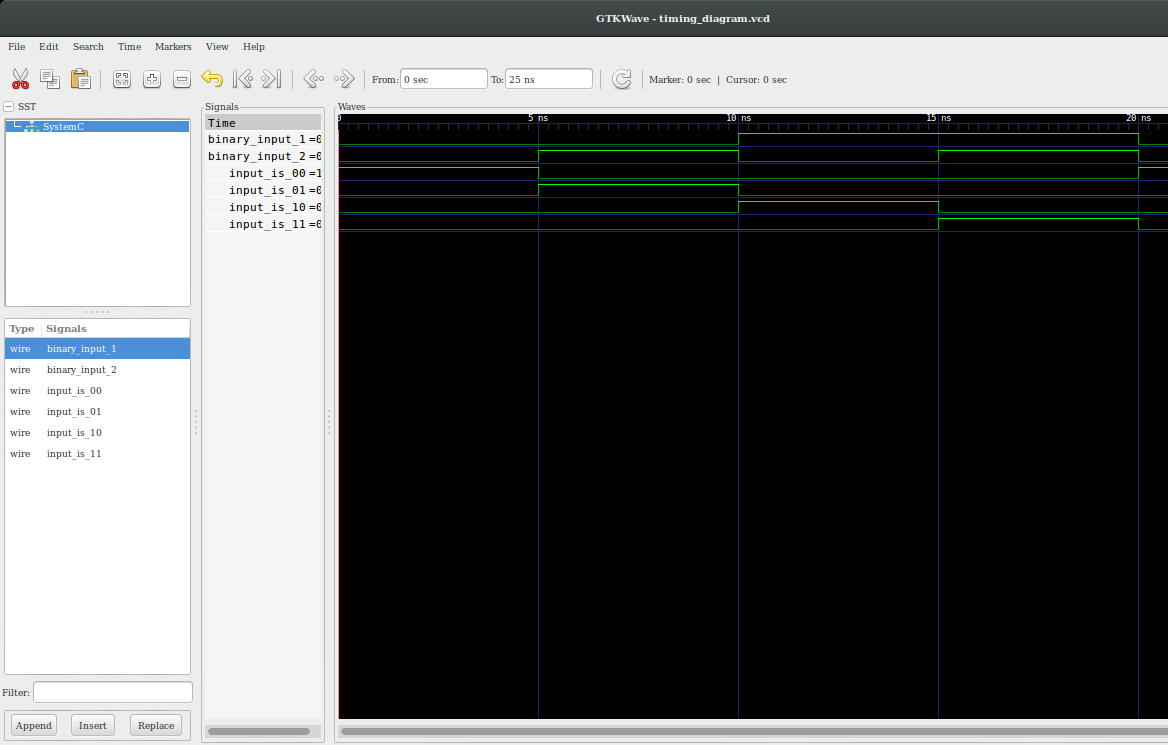 GTKWave - timing_diagram.vcd
File Edit Search Time Markers View Help
From: 0 sec To: 25 ns Marker: 0 sec | Cursor: 0 sec
SST
SystemC
Type Signals
wire binary_input_1
wire binary_input_2
wire input_is_00
wire input_is_01
wire input_is_10
wire input_is_11
Filter:
Append Insert Replace
Signals
Time
binary_input_1 =0
binary_input_2 =0
input_is_00 =1
input_is_01 =0
input_is_10 =0
input_is_11 =0
Waves
0 5 ns 10 ns 15 ns 20 ns